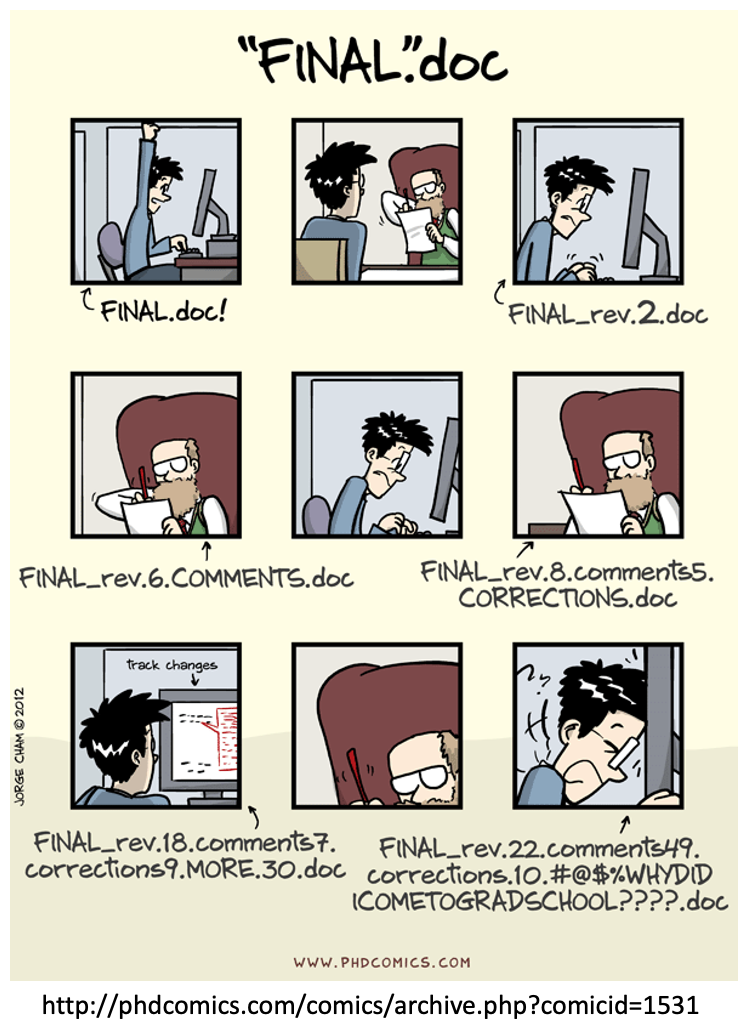 "FINAL".doc
FINAL.doc!
FINAL_rev.2.doc
FINAL_rev.6.COMMENTS.doc
FINAL_rev.8.comments5.
CORRECTIONS.doc
track changes
FINAL_rev.18.comments7.
corrections9.MORE.30.doc
FINAL_rev.22.comments49.
corrections.10.#@$%WHYDID
ICOMETOGRADSCHOOL????.doc
JORGE CHAM © 2012
WWW.PHDCOMICS.COM
http://phdcomics.com/comics/archive.php?comicid=1531